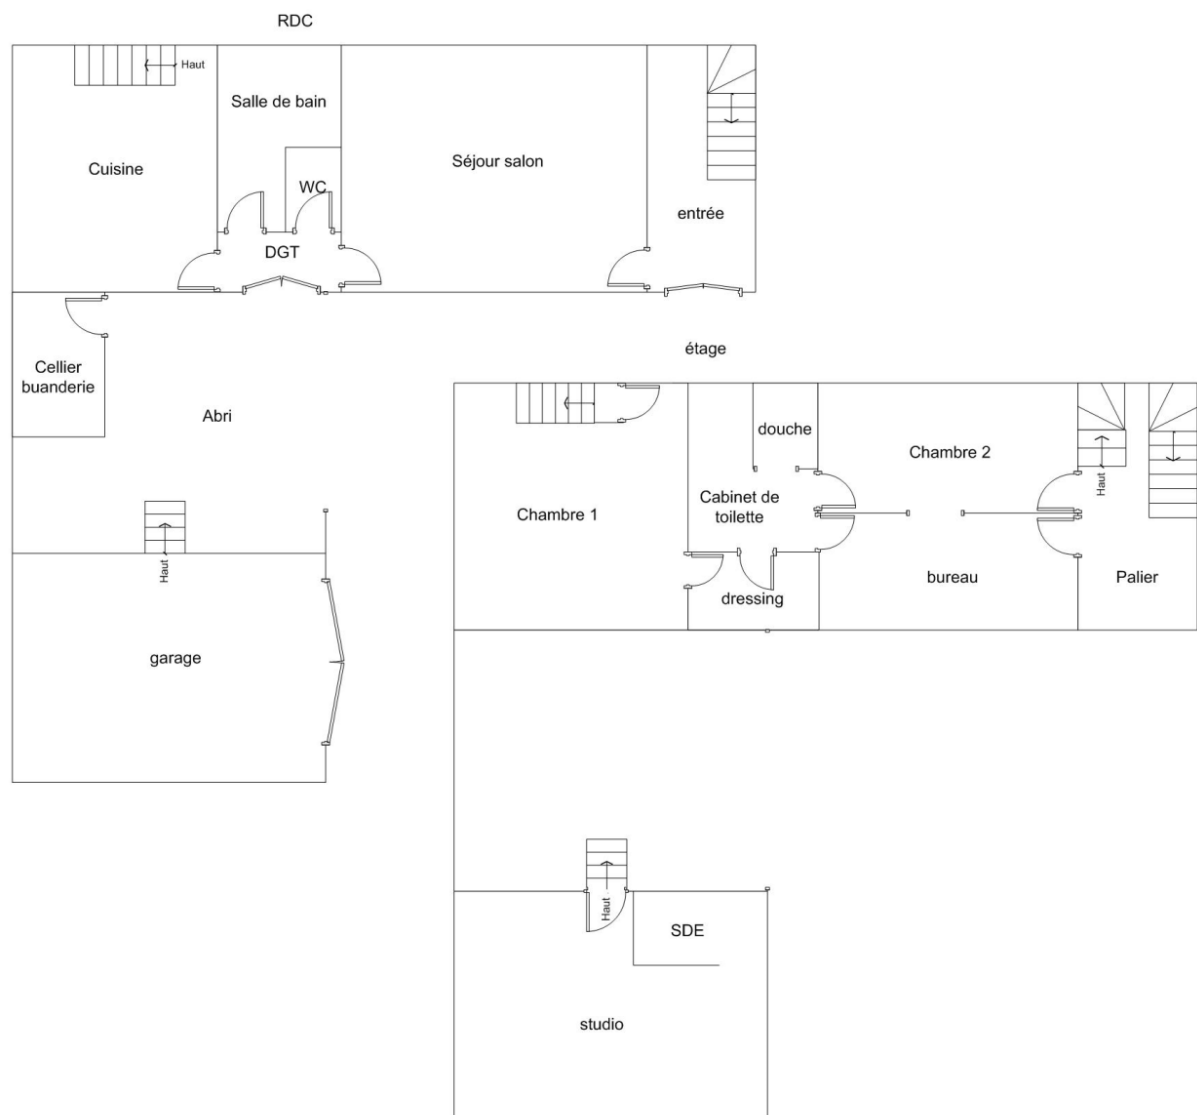 RDC
Haut
Salle de bain
Cuisine
Séjour salon
WC
entrée
DGT
étage
Cellier
buanderie
Abri
douche
Chambre 2
Haut
Cabinet de
toilette
Chambre 1
Haut
bureau
Palier
dressing
garage
Haut
SDE
studio